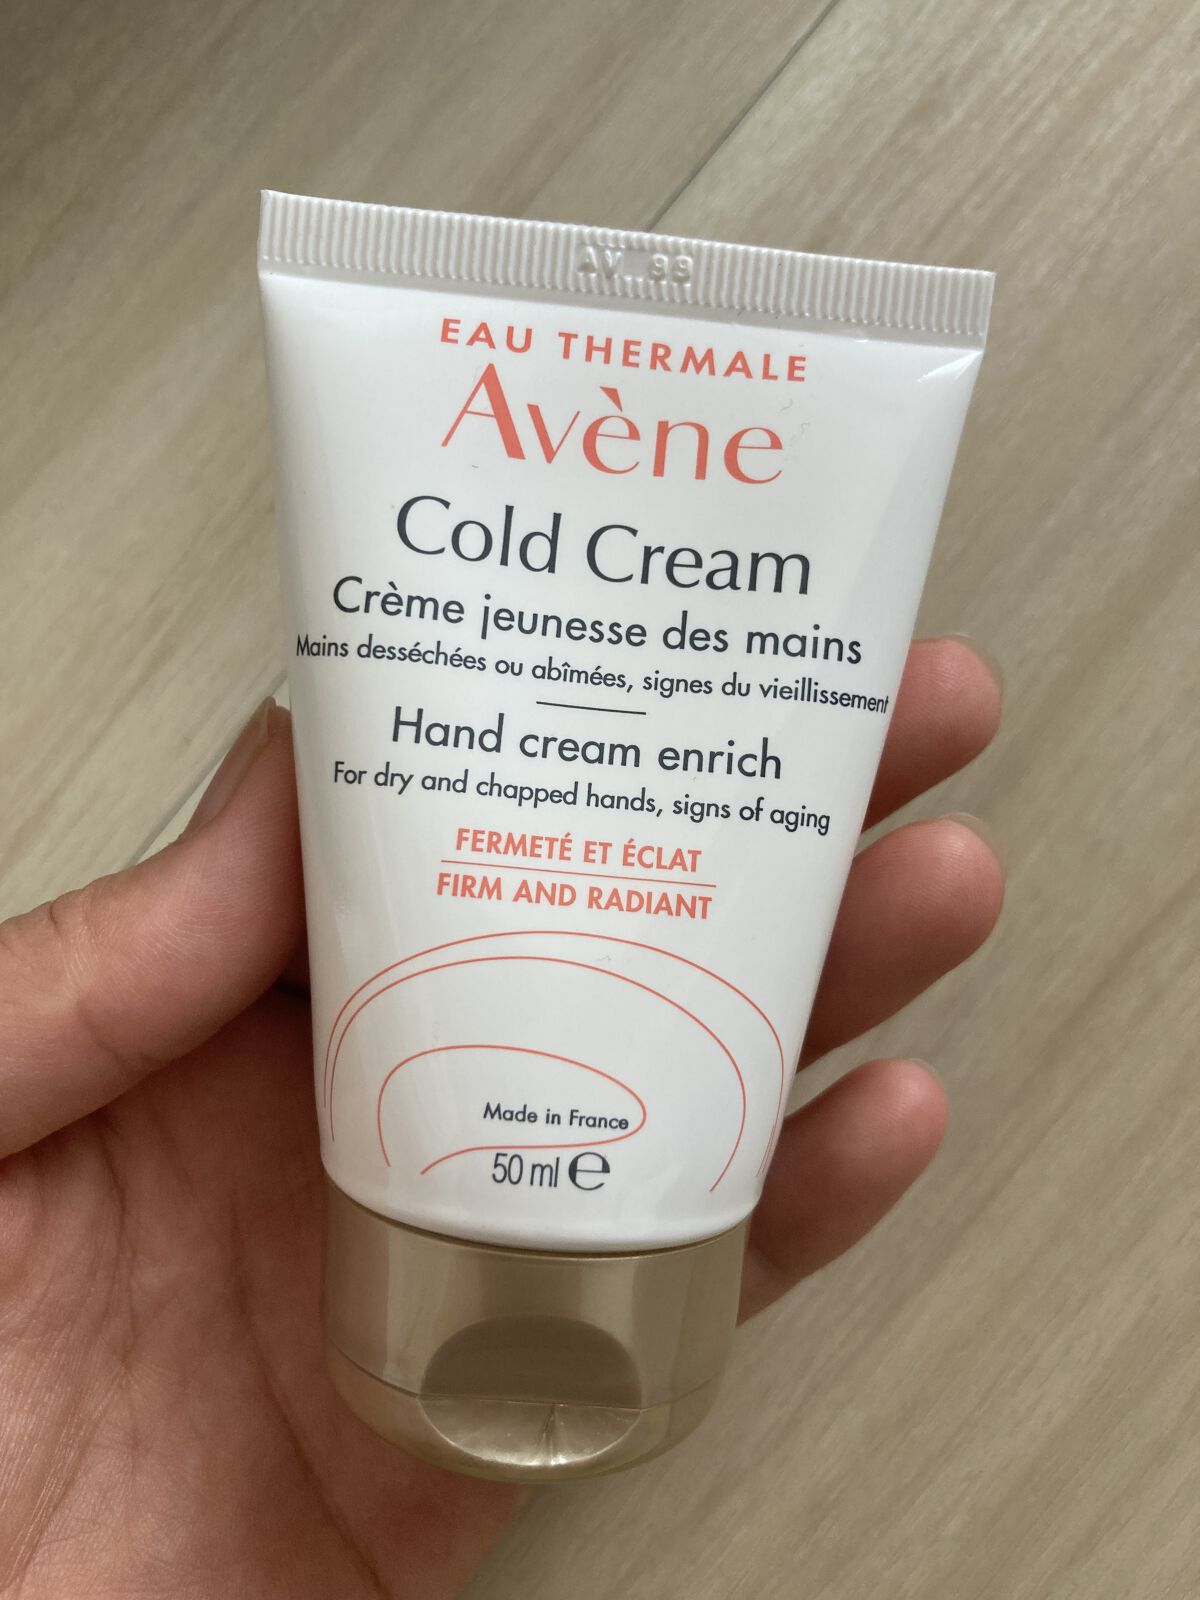 AV..99
EAU THERMALE
Avène
Cold Cream
Crème jeunesse des mains
Mains desséchées ou abîmées, signes du vieillissement
Hand cream enrich
For dry and chapped hands, signs of aging
FERMETÉ ET ÉCLAT
FIRM AND RADIANT
Made in France
50 ml ℮